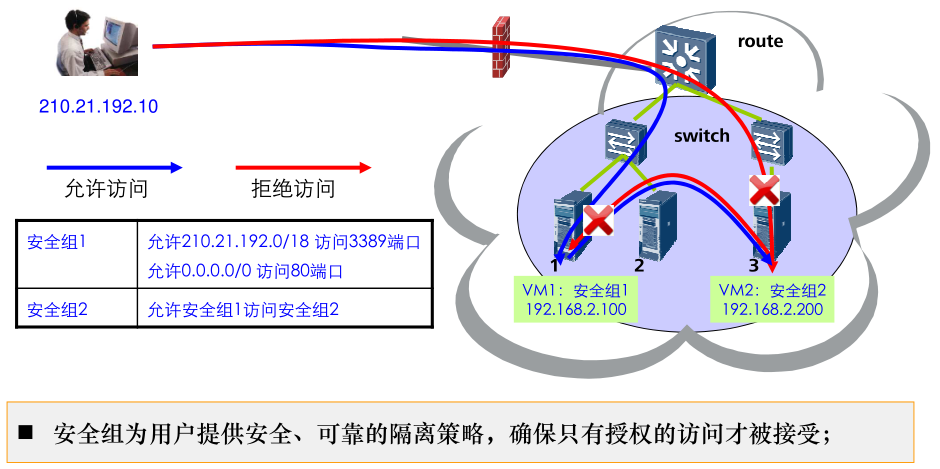 route
210.21.192.10
switch
允许访问
拒绝访问
安全组1
允许210.21.192.0/18 访问3389端口
允许0.0.0.0/0 访问80端口
安全组2
允许安全组1访问安全组2
1
2
3
VM1：安全组1
192.168.2.100
VM2：安全组2
192.168.2.200
■ 安全组为用户提供安全、可靠的隔离策略，确保只有授权的访问才被接受；